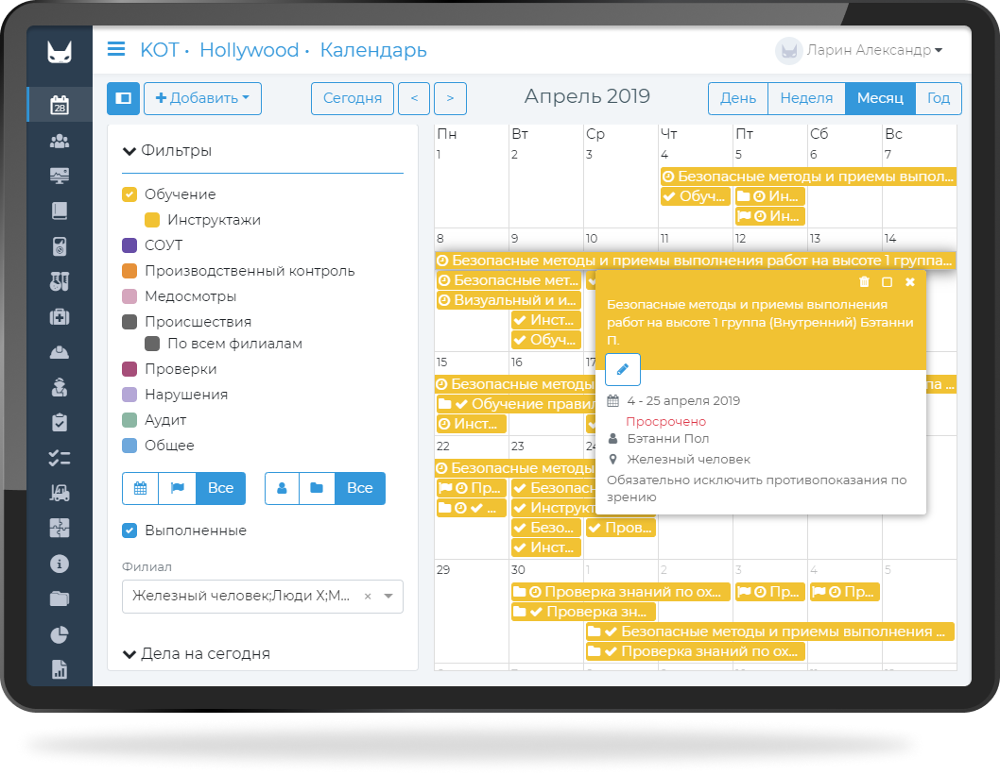 КОТ · Hollywood · Календарь
Ларин Александр
28
Добавить
Сегодня
<
>
Апрель 2019
День
Неделя
Месяц
Год
Фильтры
Обучение
Инструктажи
СОУТ
Производственный контроль
Медосмотры
Происшествия
По всем филиалам
Проверки
Нарушения
Аудит
Общее
Все
Все
Выполненные
Филиал
Железный человек;Люди Х;М... ×
Дела на сегодня
Пн Вт Ср Чт Пт Сб Вс
1 2 3 4 5 6 7
Безопасные методы и приемы выпол...
Обуч...
Ин...
Ин...
8 9 10 11 12 13 14
Безопасные методы и приемы выполнения работ на высоте 1 группа...
Безопасные мет...
Визуальный и и...
Инст...
Обуч...
15 16 17
Безопасные методы
па ...
Обучение правил
Инст...
22 23
Безопасные методы
Пр...
Безопасн
...
Инструкт
Безо...
Пров...
Инст...
29 30 1 2 3 4 5
Проверка знаний по ох...
Пр...
Пр...
Проверка зн...
Безопасные методы и приемы выполнения ...
Проверка знаний по ох...
Безопасные методы и приемы выполнения
работ на высоте 1 группа (Внутренний) Бэтанни
П.
4 - 25 апреля 2019
Просрочено
Бэтанни Пол
Железный человек
Обязательно исключить противопоказания по
зрению